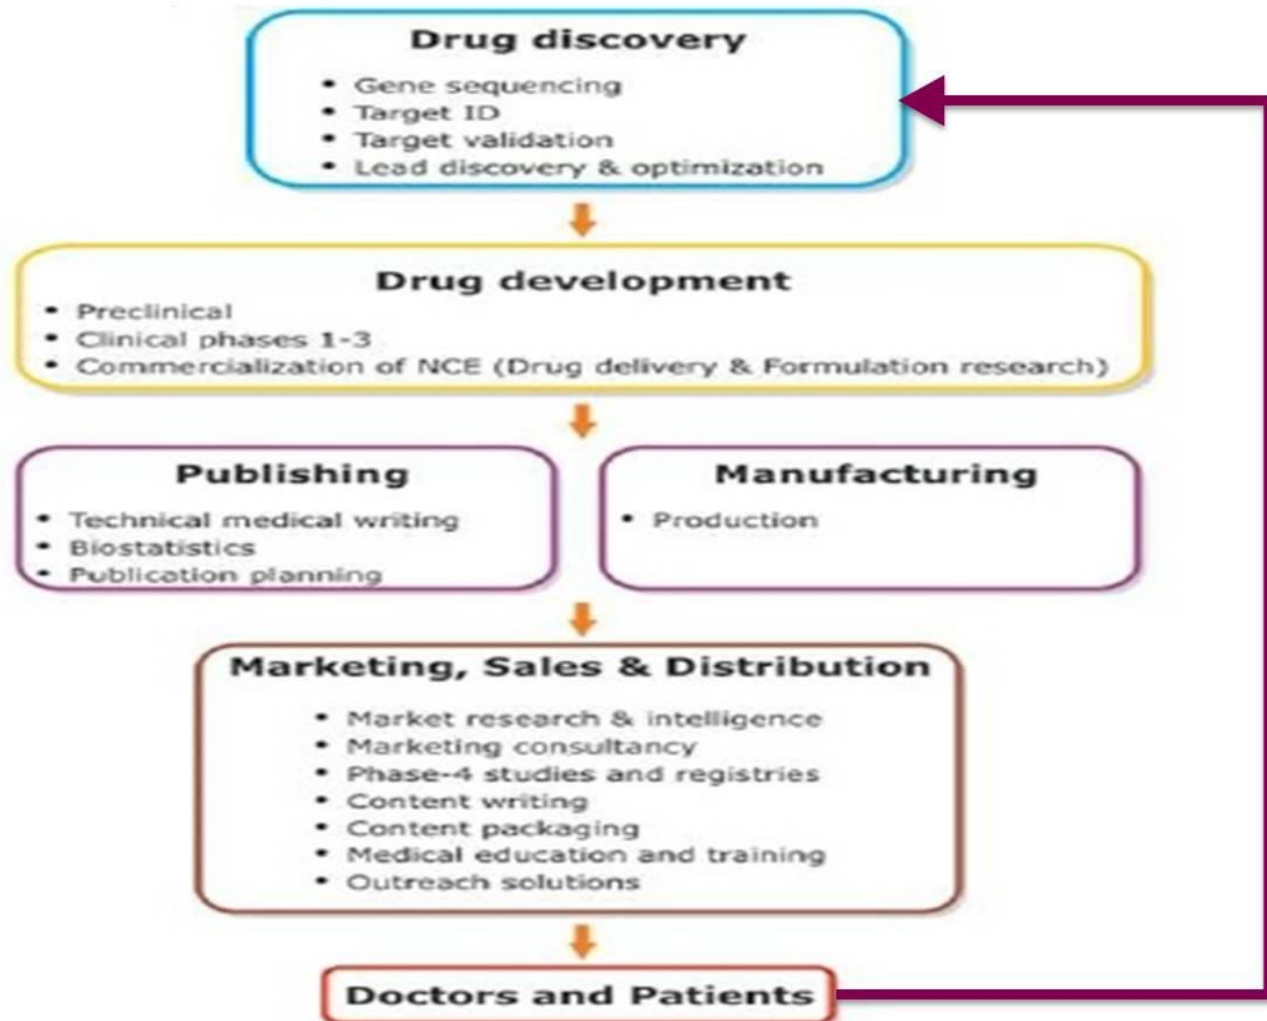 Drug discovery
• Gene sequencing
• Target ID
• Target validation
• Lead discovery & optimization
Drug development
• Preclinical
• Clinical phases 1-3
• Commercialization of NCE (Drug delivery & Formulation research)
Publishing
• Technical medical writing
• Biostatistics
• Publication planning
Manufacturing
• Production
Marketing, Sales & Distribution
• Market research & intelligence
• Marketing consultancy
• Phase-4 studies and registries
• Content writing
• Content packaging
• Medical education and training
• Outreach solutions
Doctors and Patients